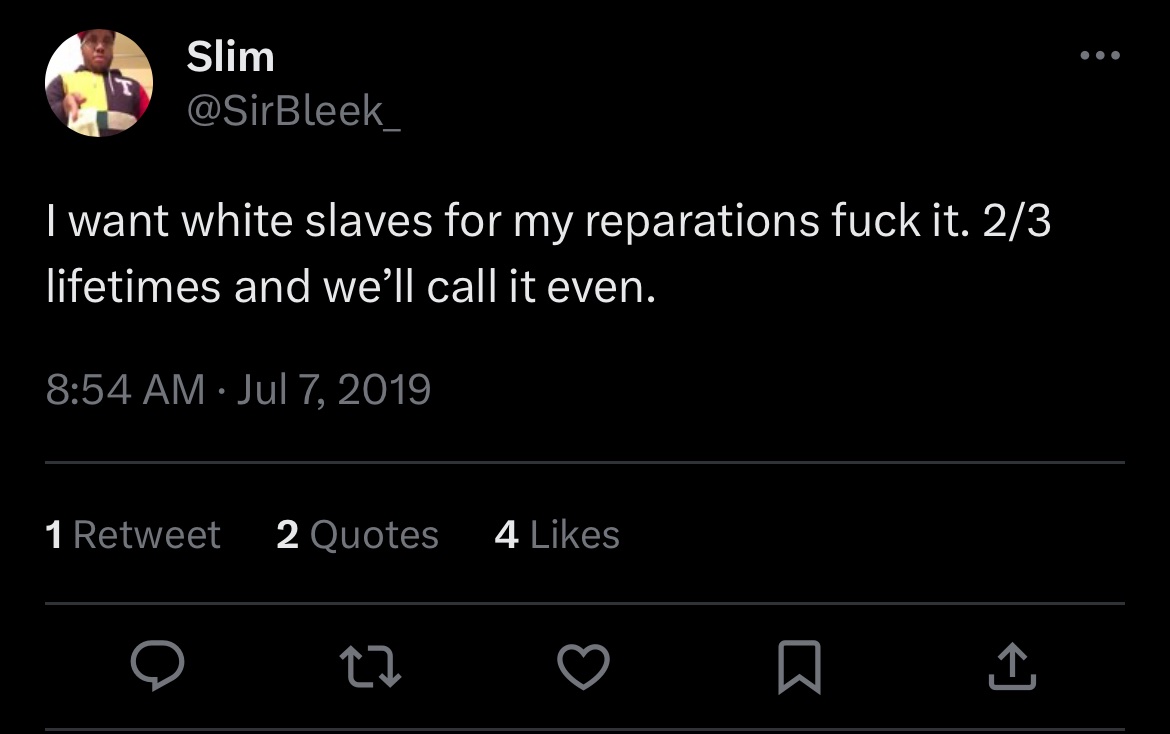 Slim
@SirBleek_
I want white slaves for my reparations fuck it. 2/3
lifetimes and we’ll call it even.
8:54 AM · Jul 7, 2019
1 Retweet 2 Quotes 4 Likes